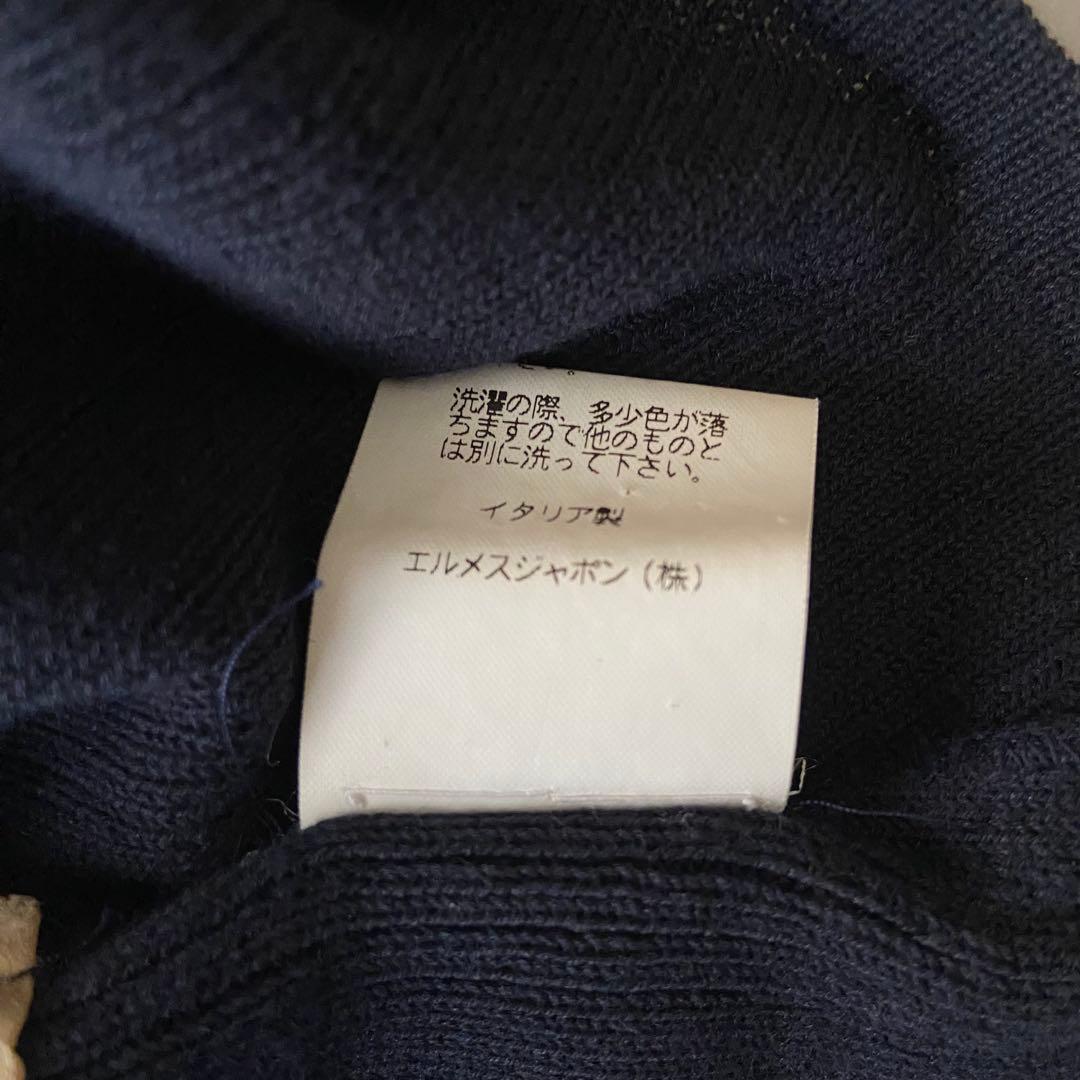 洗濯の際、多少色が落
ちますので他のものと
は別に洗って下さい。
イタリア製
エルメスジャポン(株)